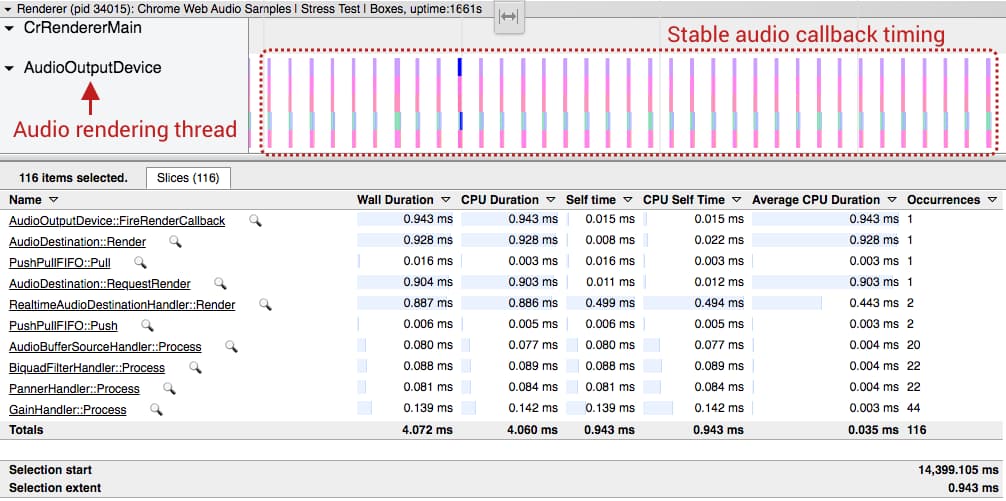 Renderer (pid 34015): Chrome Web Audio Samples | Stress Test | Boxes, uptime:1661s
CrRendererMain
Stable audio callback timing
AudioOutputDevice
Audio rendering thread
116 items selected. Slices (116)
Name Wall Duration CPU Duration Self time CPU Self Time Average CPU Duration Occurrences
AudioOutputDevice::FireRenderCallback 0.943 ms 0.943 ms 0.015 ms 0.015 ms 0.943 ms 1
AudioDestination::Render 0.928 ms 0.928 ms 0.008 ms 0.022 ms 0.928 ms 1
PushPullFIFO::Pull 0.016 ms 0.003 ms 0.016 ms 0.003 ms 0.003 ms 1
AudioDestination::RequestRender 0.904 ms 0.903 ms 0.011 ms 0.012 ms 0.903 ms 1
RealtimeAudioDestinationHandler::Render 0.887 ms 0.886 ms 0.499 ms 0.494 ms 0.443 ms 2
PushPullFIFO::Push 0.006 ms 0.005 ms 0.006 ms 0.005 ms 0.003 ms 2
AudioBufferSourceHandler::Process 0.080 ms 0.077 ms 0.080 ms 0.077 ms 0.004 ms 20
BiquadFilterHandler::Process 0.088 ms 0.089 ms 0.088 ms 0.089 ms 0.004 ms 22
PannerHandler::Process 0.081 ms 0.084 ms 0.081 ms 0.084 ms 0.004 ms 22
GainHandler::Process 0.139 ms 0.142 ms 0.139 ms 0.142 ms 0.003 ms 44
Totals 4.072 ms 4.060 ms 0.943 ms 0.943 ms 0.035 ms 116
Selection start 14,399.105 ms
Selection extent 0.943 ms